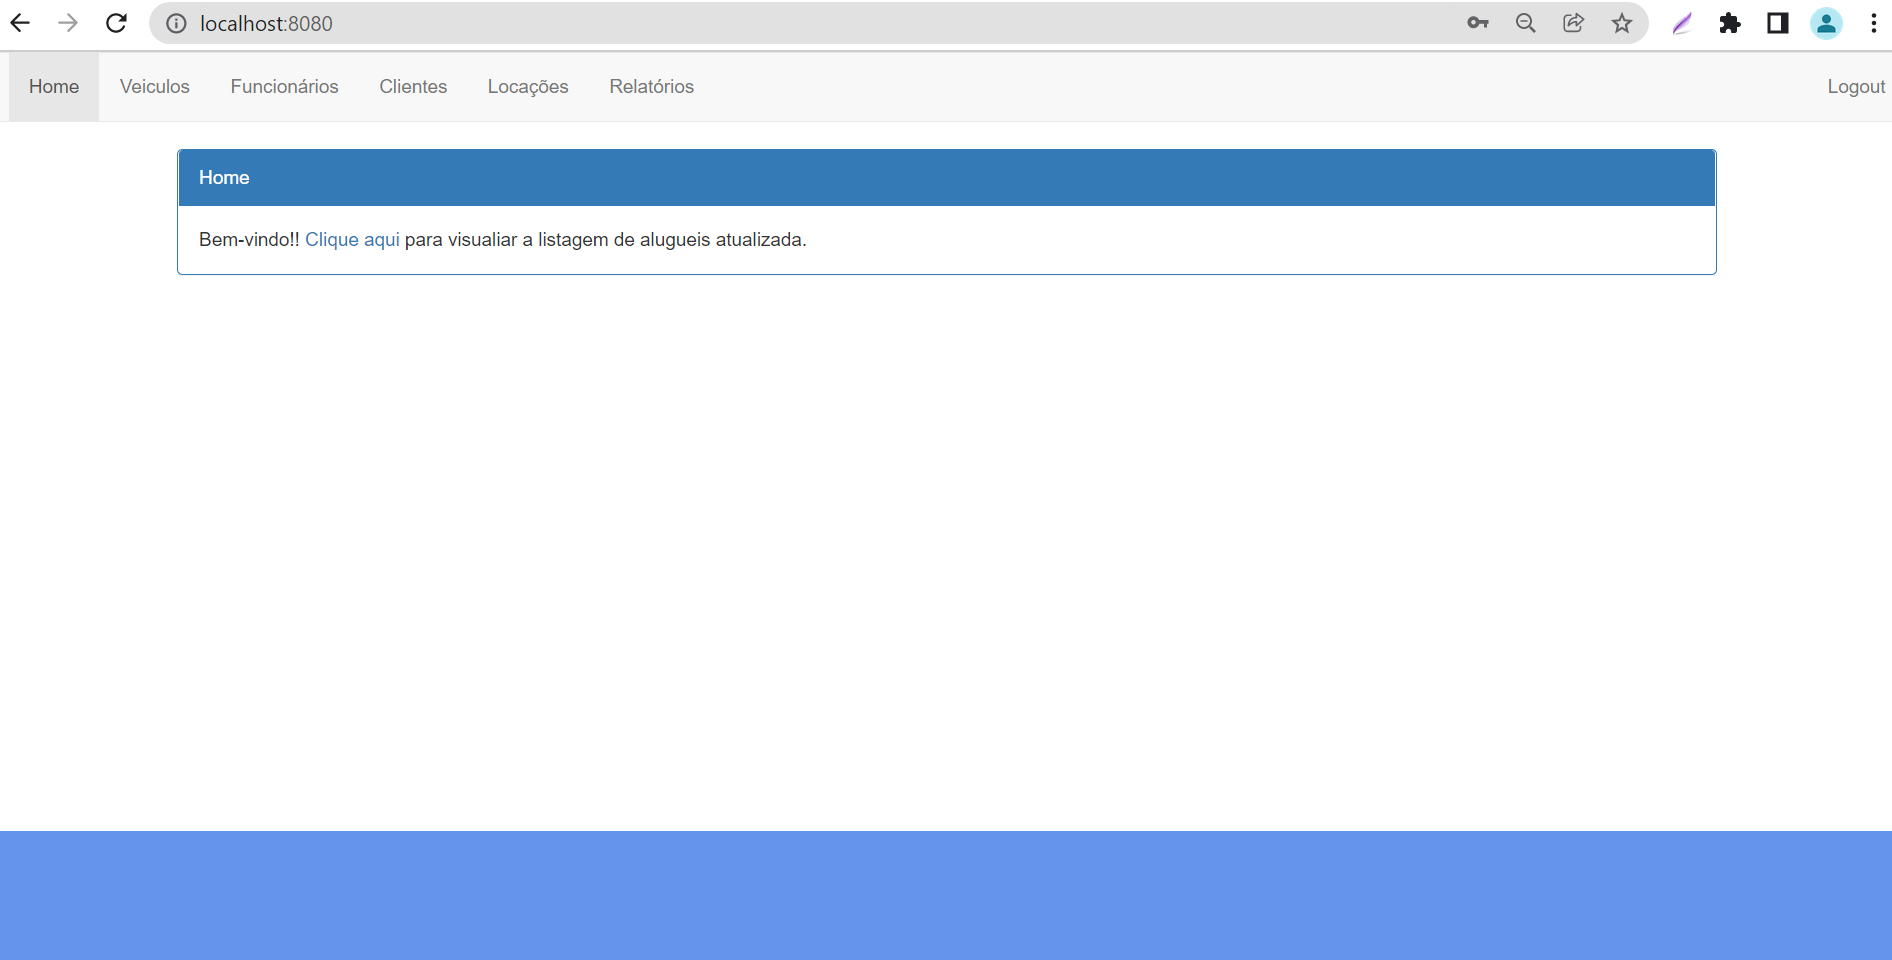 localhost:8080
Home Veiculos Funcionários Clientes Locações Relatórios Logout
Home
Bem-vindo!! Clique aqui para visualiar a listagem de alugueis atualizada.